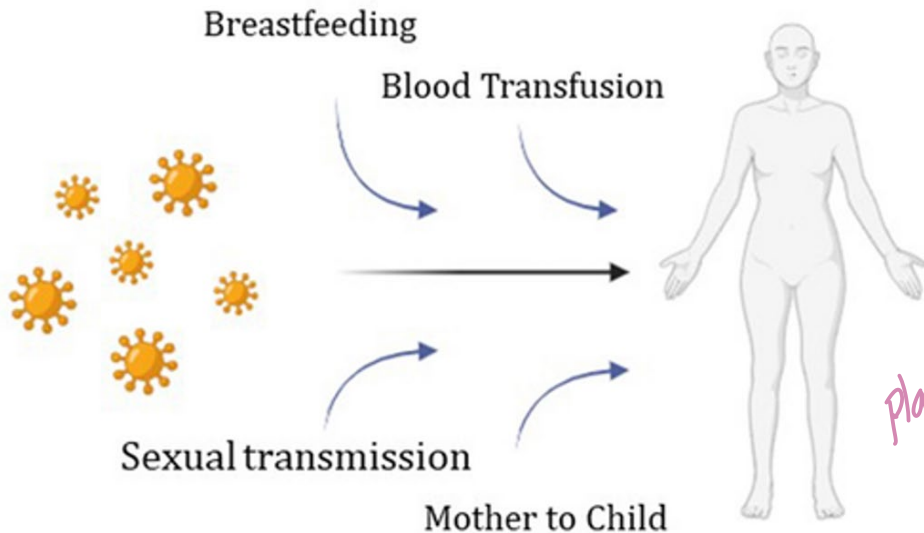 Breastfeeding
Blood Transfusion
Sexual transmission
Mother to Child